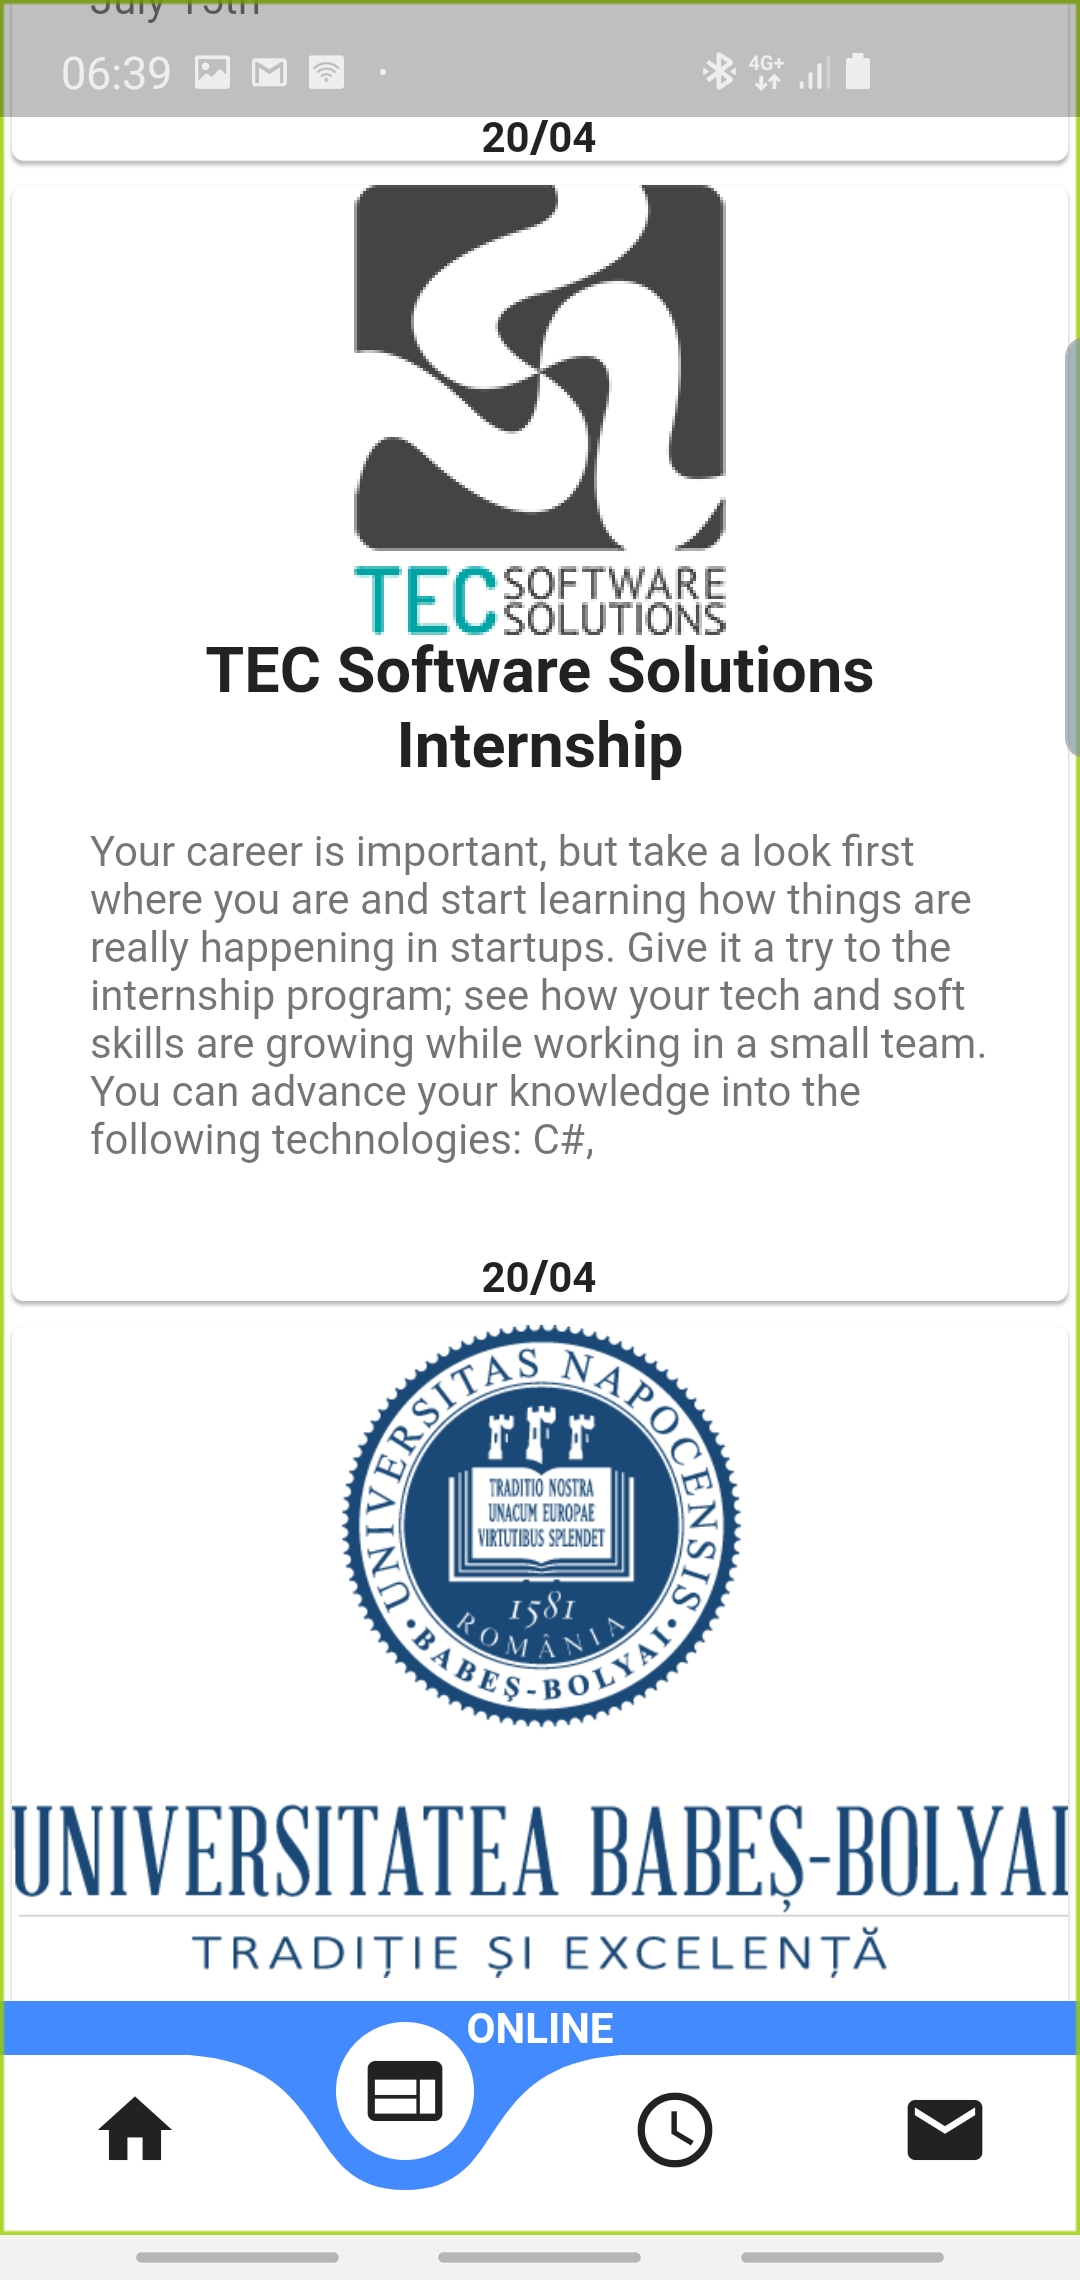 July 15th
06:39
4G+
20/04
TEC SOFTWARE
SOLUTIONS
TEC Software Solutions
Internship
Your career is important, but take a look first
where you are and start learning how things are
really happening in startups. Give it a try to the
internship program; see how your tech and soft
skills are growing while working in a small team.
You can advance your knowledge into the
following technologies: C#,
20/04
UNIVERSITAS NAPOCENSIS
TRADITIO NOSTRA
UNACUM EUROPAE
VIRTUTIBUS SPLENDET
1581
ROMÂNIA
•BABEŞ-BOLYAI•
UNIVERSITATEA BABEȘ-BOLYAI
TRADIȚIE ȘI EXCELENȚĂ
ONLINE